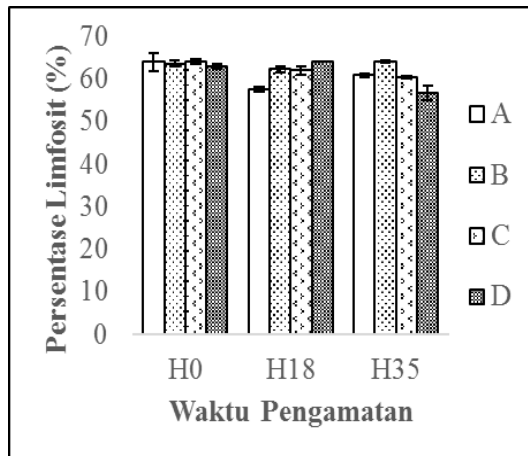 Persentase Limfosit (%)
70
60
50
40
30
20
10
0
H0 H18 H35
Waktu Pengamatan
A
B
C
D